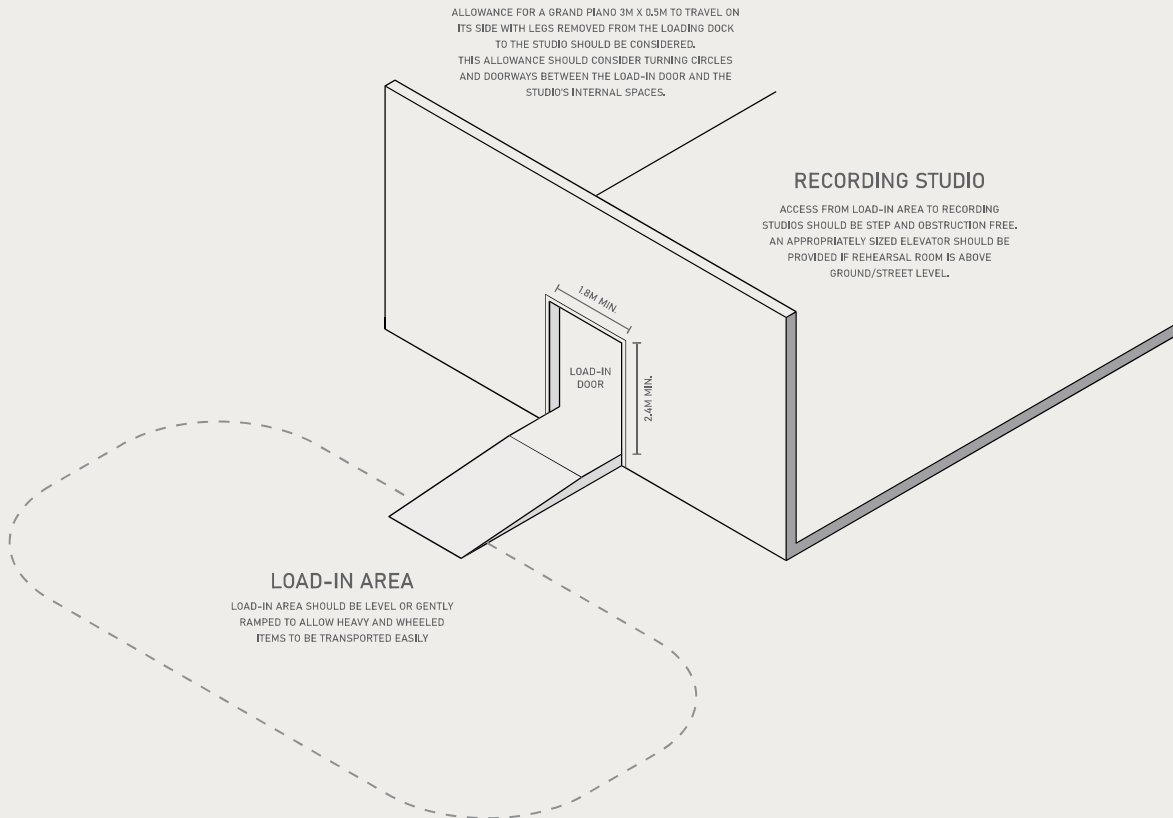 ALLOWANCE FOR A GRAND PIANO 3M X 0.5M TO TRAVEL ON
ITS SIDE WITH LEGS REMOVED FROM THE LOADING DOCK
TO THE STUDIO SHOULD BE CONSIDERED.
THIS ALLOWANCE SHOULD CONSIDER TURNING CIRCLES
AND DOORWAYS BETWEEN THE LOAD-IN DOOR AND THE
STUDIO'S INTERNAL SPACES.
RECORDING STUDIO
ACCESS FROM LOAD-IN AREA TO RECORDING
STUDIOS SHOULD BE STEP AND OBSTRUCTION FREE.
AN APPROPRIATELY SIZED ELEVATOR SHOULD BE
PROVIDED IF REHEARSAL ROOM IS ABOVE
GROUND/STREET LEVEL.
1.8M MIN.
LOAD-IN
DOOR
2.4M MIN.
LOAD-IN AREA
LOAD-IN AREA SHOULD BE LEVEL OR GENTLY
RAMPED TO ALLOW HEAVY AND WHEELED
ITEMS TO BE TRANSPORTED EASILY